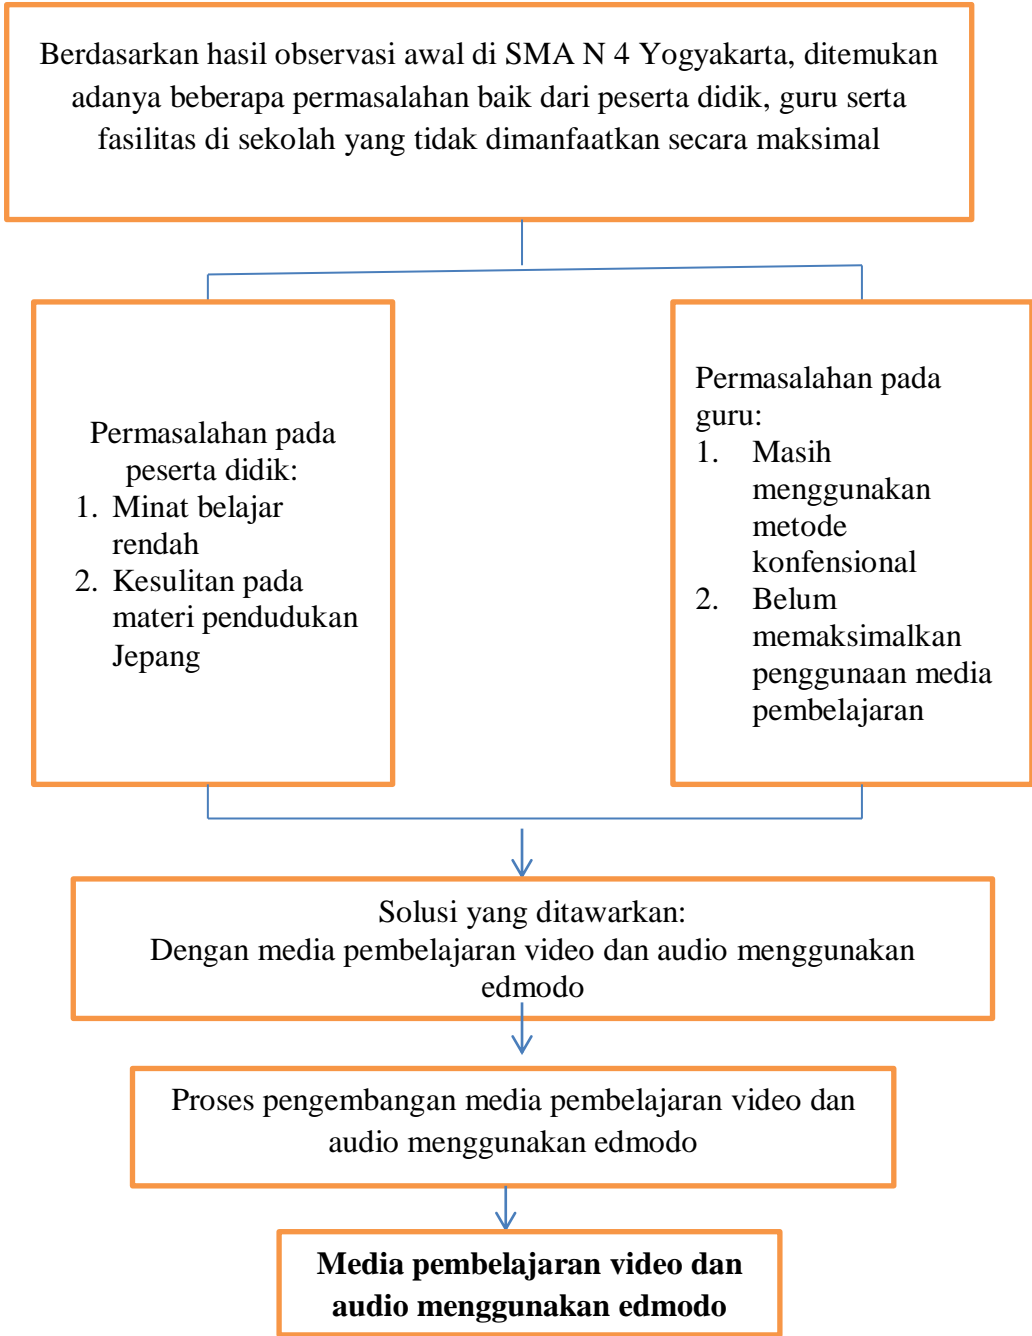 Berdasarkan hasil observasi awal di SMA N 4 Yogyakarta, ditemukan
adanya beberapa permasalahan baik dari peserta didik, guru serta
fasilitas di sekolah yang tidak dimanfaatkan secara maksimal
Permasalahan pada
peserta didik:
1. Minat belajar
rendah
2. Kesulitan pada
materi pendudukan
Jepang
Permasalahan pada
guru:
1. Masih
menggunakan
metode
konfensional
2. Belum
memaksimalkan
penggunaan media
pembelajaran
Solusi yang ditawarkan:
Dengan media pembelajaran video dan audio menggunakan
edmodo
Proses pengembangan media pembelajaran video dan
audio menggunakan edmodo
Media pembelajaran video dan
audio menggunakan edmodo